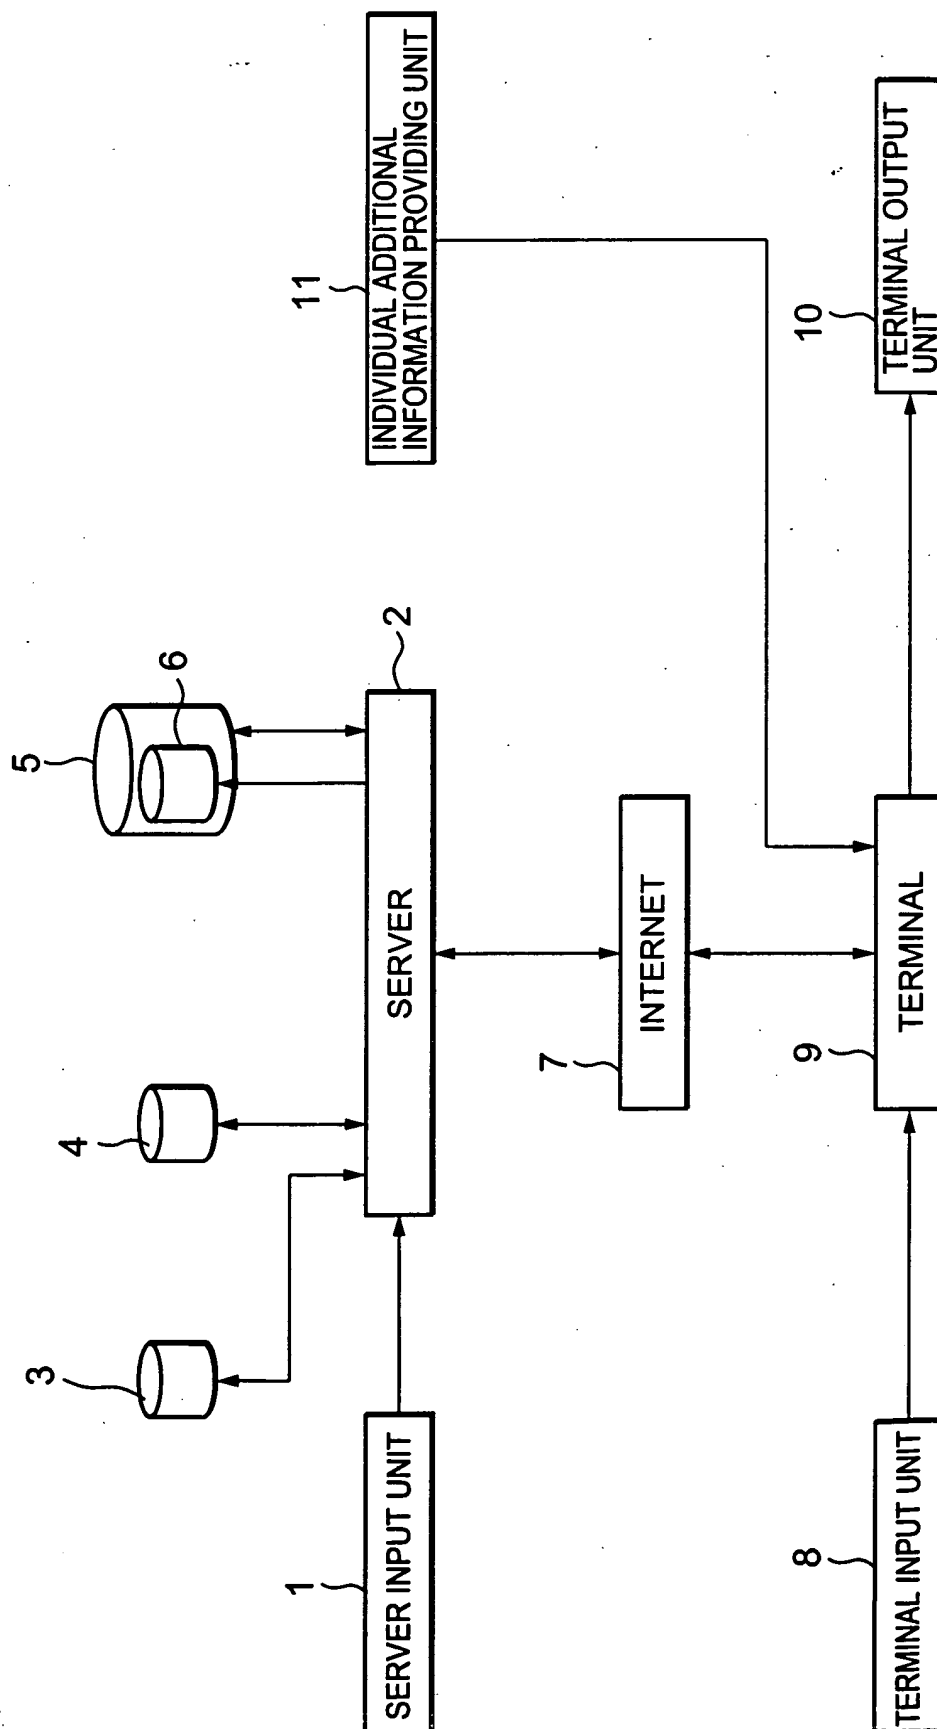 3
4
5
6
1
SERVER INPUT UNIT
SERVER
2
11
INDIVIDUAL ADDITIONAL
INFORMATION PROVIDING UNIT
7
INTERNET
8
TERMINAL INPUT UNIT
9
TERMINAL
10
TERMINAL OUTPUT
UNIT